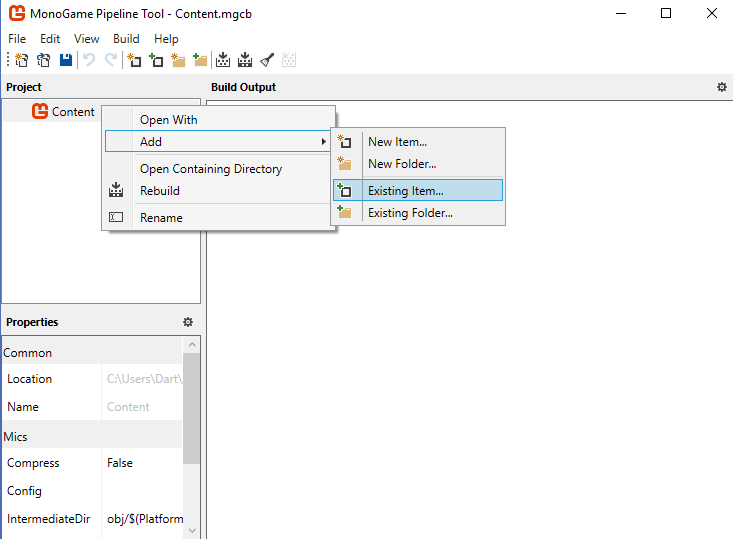 MonoGame Pipeline Tool - Content.mgcb
File Edit View Build Help
Project
Build Output
Content
Open With
Add
Open Containing Directory
Rebuild
Rename
New Item...
New Folder...
Existing Item...
Existing Folder...
Properties
Common
Location C:\Users\Dart\
Name Content
Mics
Compress False
Config
IntermediateDir obj/$(Platform